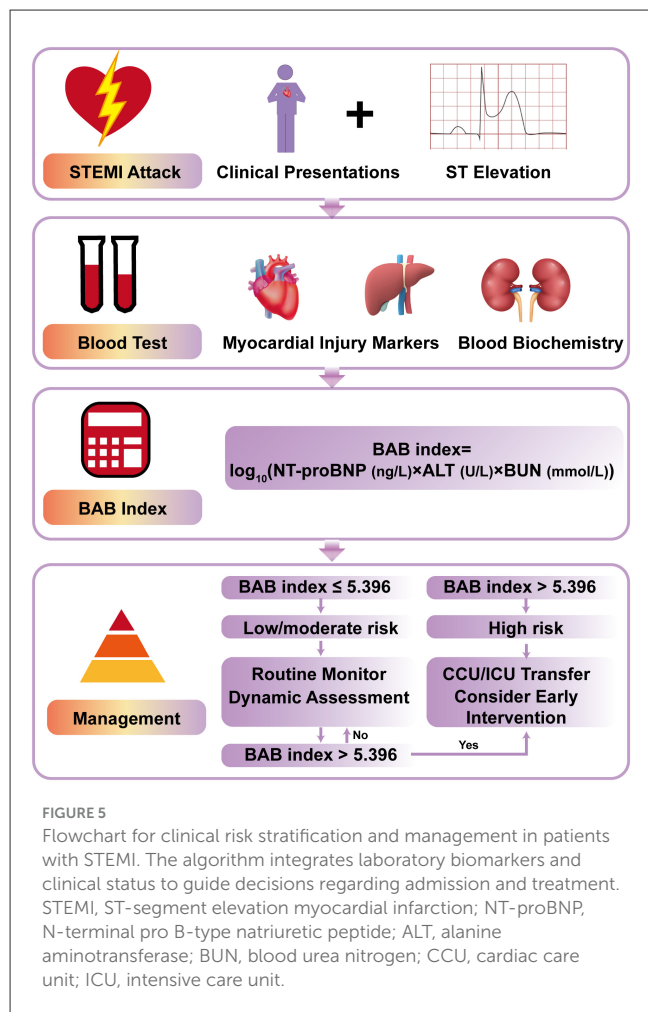 STEMI Attack
Clinical Presentations
+
ST Elevation
Blood Test
Myocardial Injury Markers
Blood Biochemistry
BAB Index
BAB index=
log₁₀(NT-proBNP (ng/L)×ALT (U/L)×BUN (mmol/L))
Management
BAB index ≤ 5.396
Low/moderate risk
Routine Monitor
Dynamic Assessment
No
BAB index > 5.396
Yes
BAB index > 5.396
High risk
CCU/ICU Transfer
Consider Early
Intervention
FIGURE 5
Flowchart for clinical risk stratification and management in patients
with STEMI. The algorithm integrates laboratory biomarkers and
clinical status to guide decisions regarding admission and treatment.
STEMI, ST-segment elevation myocardial infarction; NT-proBNP,
N-terminal pro B-type natriuretic peptide; ALT, alanine
aminotransferase; BUN, blood urea nitrogen; CCU, cardiac care
unit; ICU, intensive care unit.